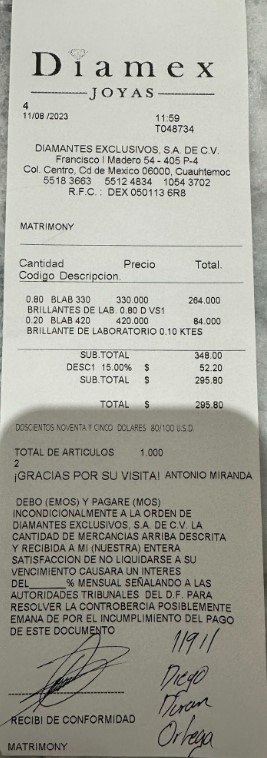 Diamex
JOYAS
4
11/08 /2023 11:59
T048734
DIAMANTES EXCLUSIVOS, S.A. DE C.V.
Francisco I Madero 54 - 405 P-4
Col. Centro, Cd de Mexico 06000, Cuauhtemoc
5518 3663 5512 4834 1054 3702
R.F.C.: DEX 050113 6R8
MATRIMONY
Cantidad Precio Total.
Codigo Descripcion.
0.80 BLAB 330 330.000 264.000
BRILLANTES DE LAB. 0.80 D VS1
0.20 BLAB 420 420.000 84.000
BRILLANTE DE LABORATORIO 0.10 KTES
SUB.TOTAL 348.00
DESC1 15.00% $ 52.20
SUB.TOTAL $ 295.80
TOTAL $ 295.80
DOSCIENTOS NOVENTA Y CINCO DOLARES 80/100 U.S.D.
TOTAL DE ARTICULOS 1.000
2
¡GRACIAS POR SU VISITA! ANTONIO MIRANDA
DEBO (EMOS) Y PAGARE (MOS)
INCONDICIONALMENTE A LA ORDEN DE
DIAMANTES EXCLUSIVOS, S.A. DE C.V. LA
CANTIDAD DE MERCANCIAS ARRIBA DESCRITA
Y RECIBIDA A MI (NUESTRA) ENTERA
SATISFACCION DE NO LIQUIDARSE A SU
VENCIMIENTO CAUSARA UN INTERES
DEL_____% MENSUAL SEÑALANDO A LAS
AUTORIDADES TRIBUNALES DEL D.F. PARA
RESOLVER LA CONTROBERCIA POSIBLEMENTE
EMANA DE POR EL INCUMPLIMIENTO DEL PAGO
DE ESTE DOCUMENTO
Diego
Ortega
RECIBI DE CONFORMIDAD
MATRIMONY